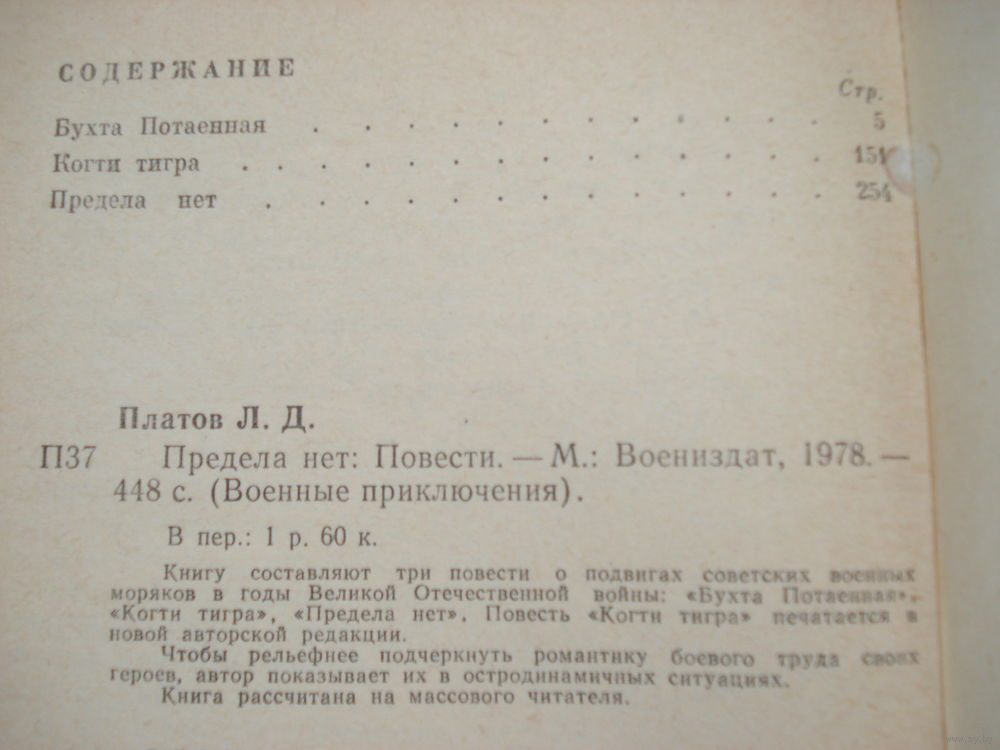 СОДЕРЖАНИЕ
Стр.
Бухта Потаенная . . . . . . . . . . . . 5
Когти тигра . . . . . . . . . . . . . . 151
Предела нет . . . . . . . . . . . . . 254
Платов Л. Д.
П37 Предела нет: Повести. — М.: Воениздат, 1978. —
448 с. (Военные приключения).
В пер.: 1 р. 60 к.
Книгу составляют три повести о подвигах советских военных
моряков в годы Великой Отечественной войны: «Бухта Потаенная»,
«Когти тигра», «Предела нет». Повесть «Когти тигра» печатается в
новой авторской редакции.
Чтобы рельефнее подчеркнуть романтику боевого труда своих
героев, автор показывает их в остродинамичных ситуациях.
Книга рассчитана на массового читателя.